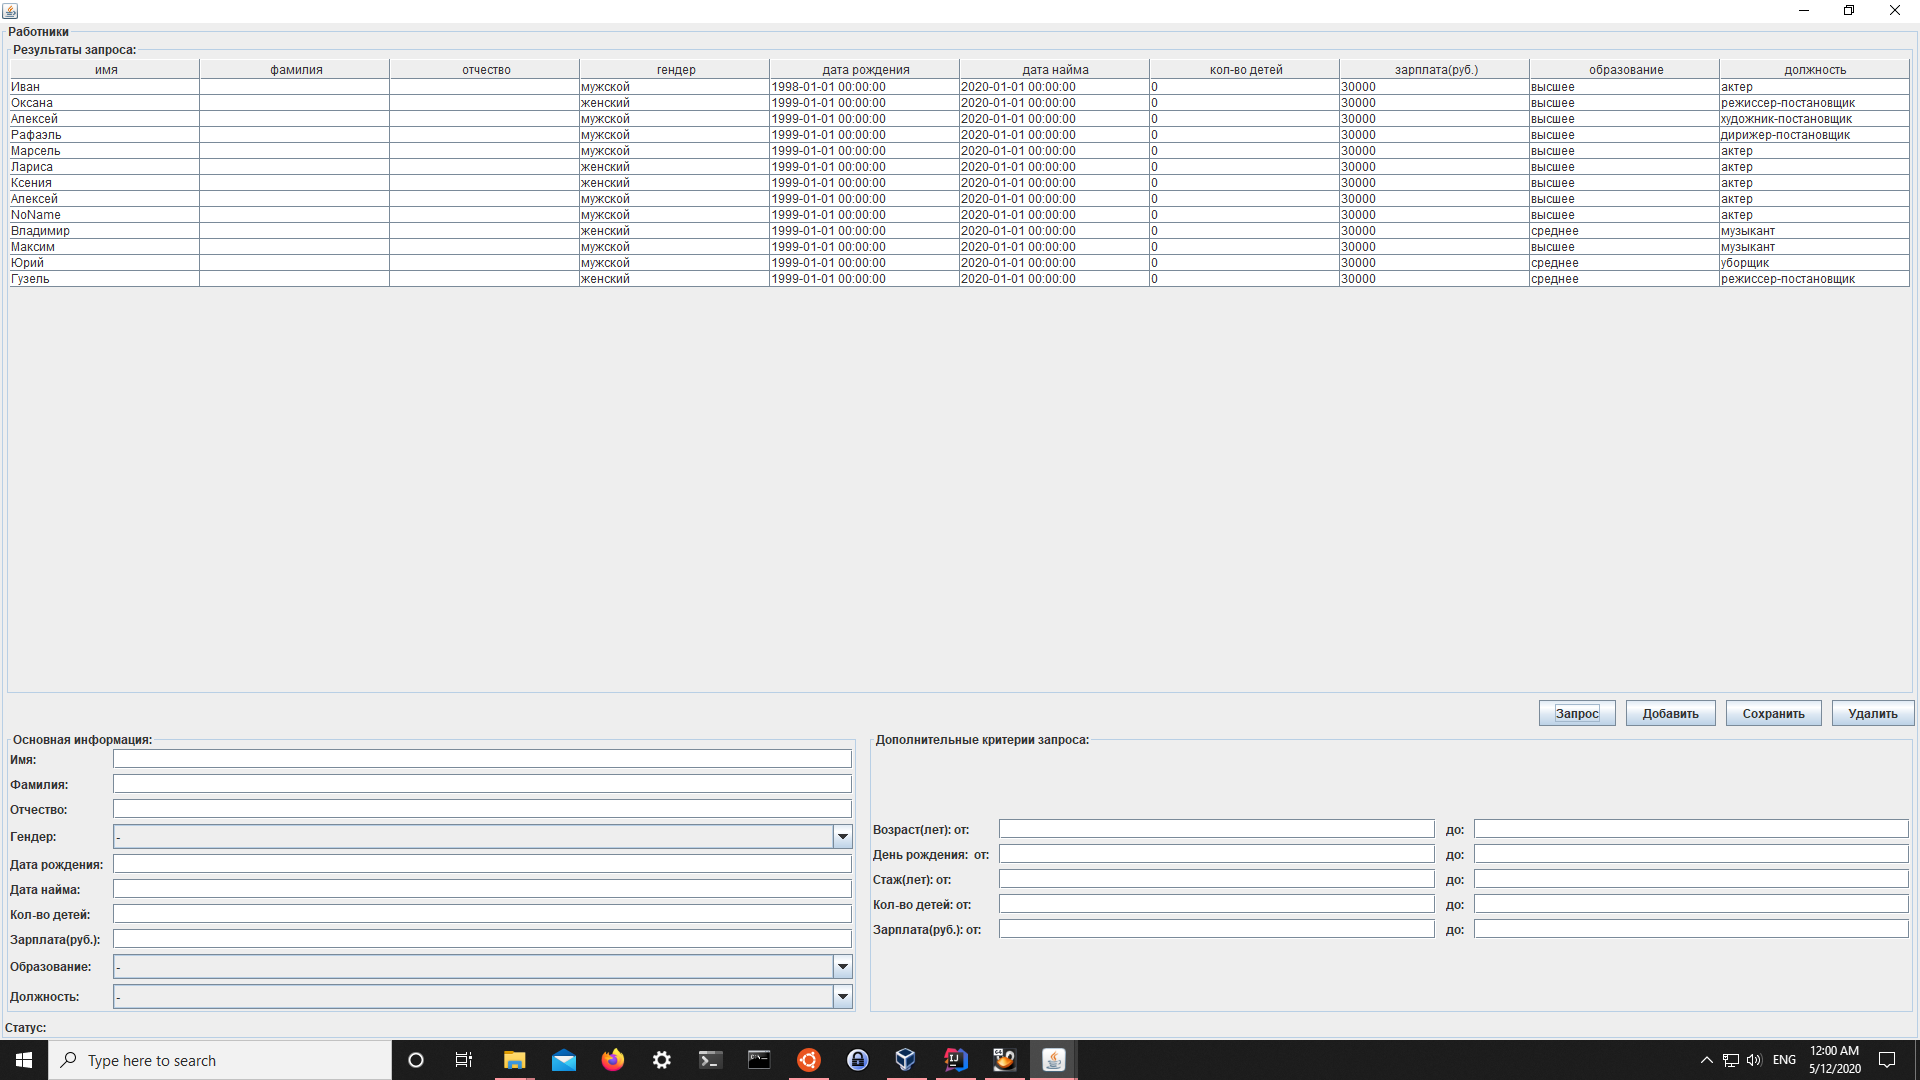 Работники
Результаты запроса:
имя фамилия отчество гендер дата рождения дата найма кол-во детей зарплата(руб.) образование должность
Иван мужской 1998-01-01 00:00:00 2020-01-01 00:00:00 0 30000 высшее актер
Оксана женский 1999-01-01 00:00:00 2020-01-01 00:00:00 0 30000 высшее режиссер-постановщик
Алексей мужской 1999-01-01 00:00:00 2020-01-01 00:00:00 0 30000 высшее художник-постановщик
Рафаэль мужской 1999-01-01 00:00:00 2020-01-01 00:00:00 0 30000 высшее дирижер-постановщик
Марсель мужской 1999-01-01 00:00:00 2020-01-01 00:00:00 0 30000 высшее актер
Лариса женский 1999-01-01 00:00:00 2020-01-01 00:00:00 0 30000 высшее актер
Ксения женский 1999-01-01 00:00:00 2020-01-01 00:00:00 0 30000 высшее актер
Алексей мужской 1999-01-01 00:00:00 2020-01-01 00:00:00 0 30000 высшее актер
NoName мужской 1999-01-01 00:00:00 2020-01-01 00:00:00 0 30000 высшее актер
Владимир женский 1999-01-01 00:00:00 2020-01-01 00:00:00 0 30000 среднее музыкант
Максим мужской 1999-01-01 00:00:00 2020-01-01 00:00:00 0 30000 высшее музыкант
Юрий мужской 1999-01-01 00:00:00 2020-01-01 00:00:00 0 30000 среднее уборщик
Гузель женский 1999-01-01 00:00:00 2020-01-01 00:00:00 0 30000 среднее режиссер-постановщик
Запрос Добавить Сохранить Удалить
Основная информация:
Имя:
Фамилия:
Отчество:
Гендер: -
Дата рождения:
Дата найма:
Кол-во детей:
Зарплата(руб.):
Образование: -
Должность: -
Дополнительные критерии запроса:
Возраст(лет): от: до:
День рождения: от: до:
Стаж(лет): от: до:
Кол-во детей: от: до:
Зарплата(руб.): от: до:
Статус:
Type here to search
ENG
12:00 AM
5/12/2020